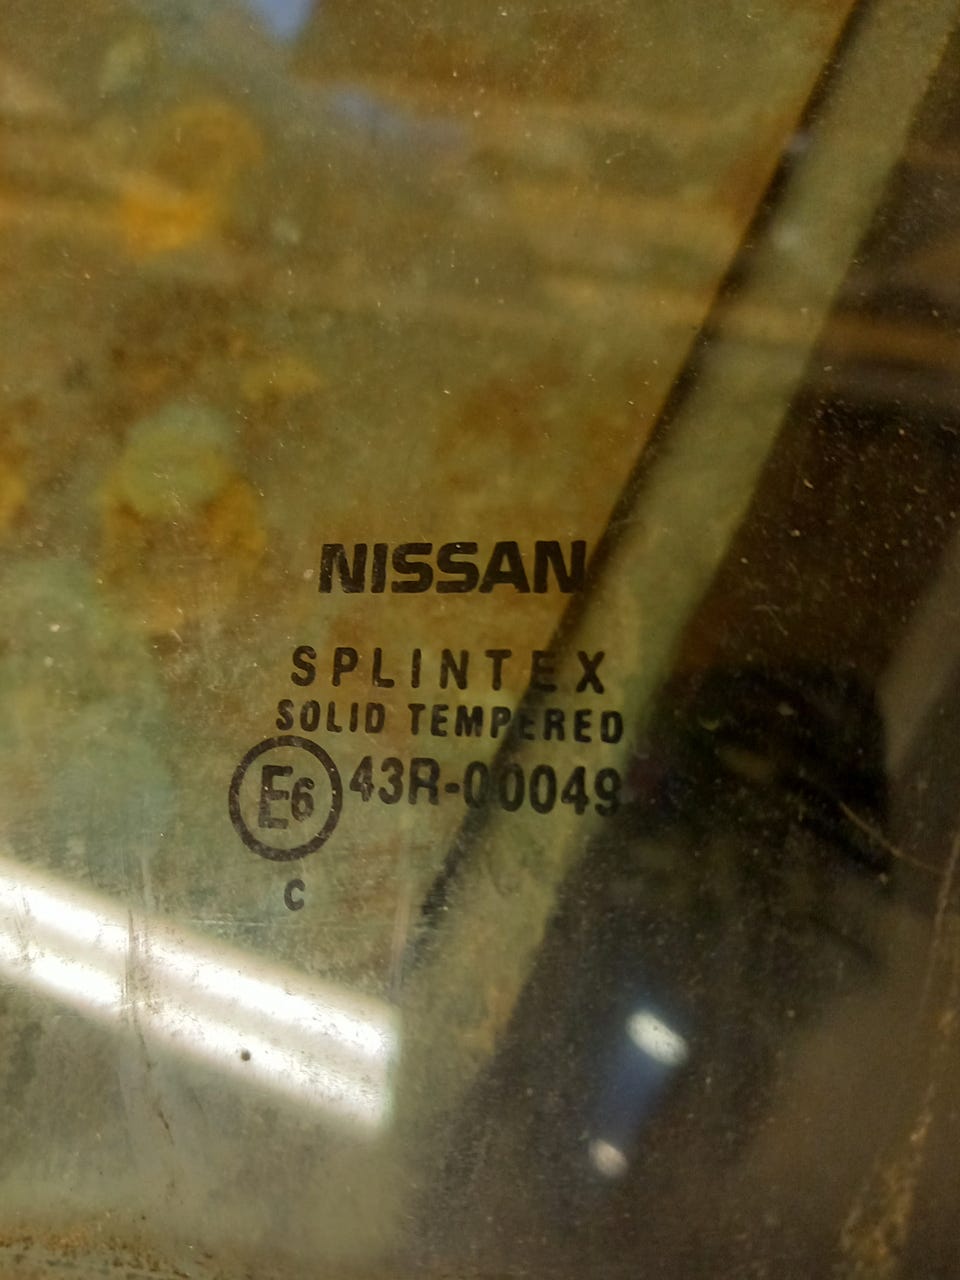 NISSAN
SPLINTEX
SOLID TEMPERED
E6 43R-00049
C